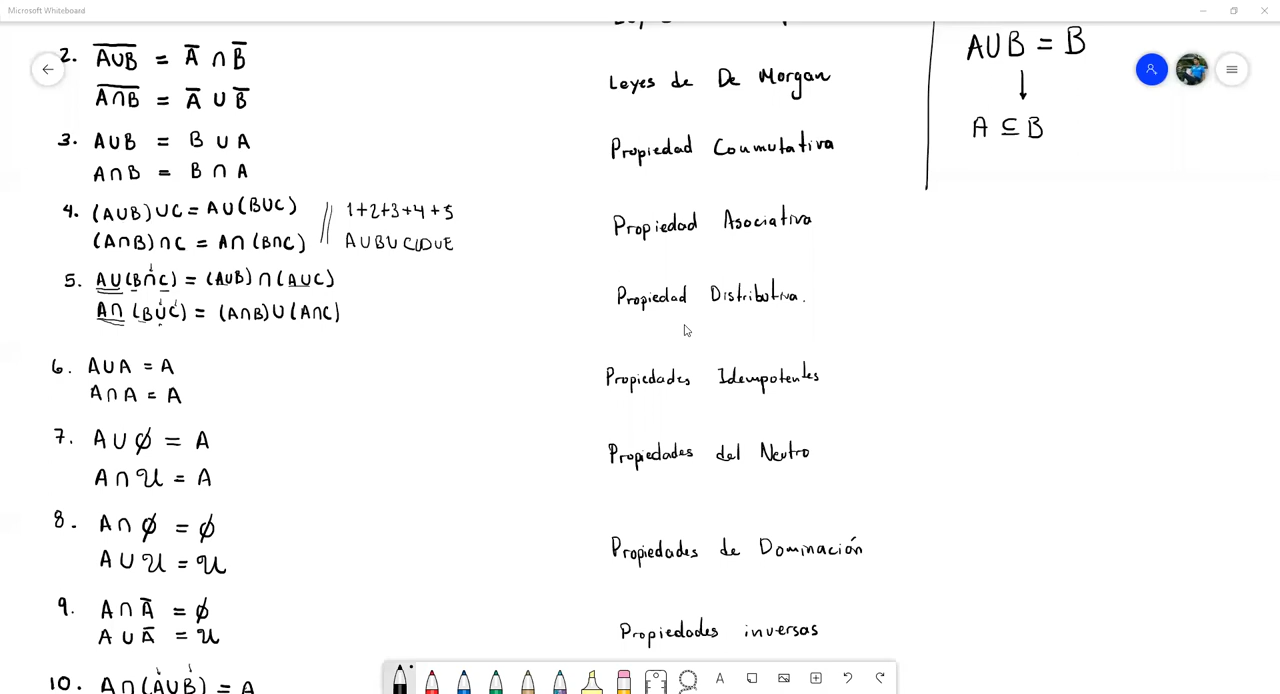 Microsoft Whiteboard
2. A̅U̅B̅ = A̅ ∩ B̅
A̅∩̅B̅ = A̅ ∪ B̅
Leyes de De Morgan
3. A∪B = B ∪ A
A∩B = B ∩ A
Propiedad Conmutativa
4. (A∪B)∪C = A∪(B∪C) // 1+2+3+4+5
(A∩B)∩C = A∩(B∩C) // A∪B∪C∪D∪E
Propiedad Asociativa
5. A∪(B∩C) = (A∪B)∩(A∪C)
A∩(B∪C) = (A∩B)∪(A∩C)
Propiedad Distributiva.
6. A∪A = A
A∩A = A
Propiedades Idempotentes
7. A∪∅ = A
A∩U = A
Propiedades del Neutro
8. A∩∅ = ∅
A∪U = U
Propiedades de Dominación
9. A∩A̅ = ∅
A∪A̅ = U
Propiedades inversas
10. A∩(A∪B) = A
A∪B = B
↓
A ⊆ B
A